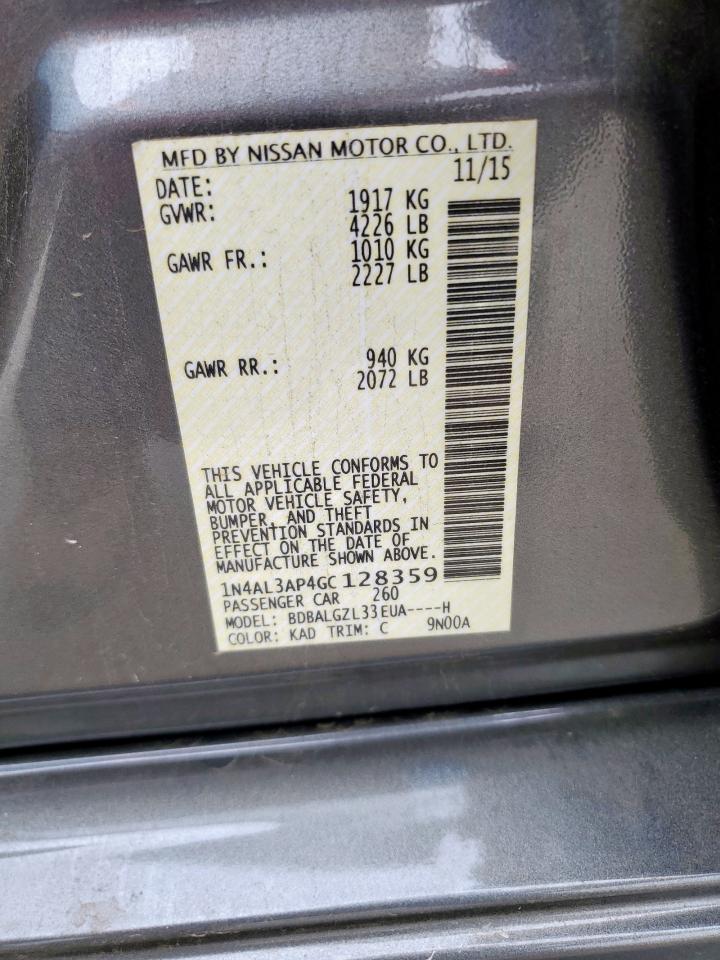 MFD BY NISSAN MOTOR CO., LTD.
DATE: 11/15
GVWR: 1917 KG
4226 LB
GAWR FR.: 1010 KG
2227 LB
GAWR RR.: 940 KG
2072 LB
THIS VEHICLE CONFORMS TO
ALL APPLICABLE FEDERAL
MOTOR VEHICLE SAFETY,
BUMPER, AND THEFT
PREVENTION STANDARDS IN
EFFECT ON THE DATE OF
MANUFACTURE SHOWN ABOVE.
1N4AL3AP4GC128359
PASSENGER CAR 260
MODEL: BDBALGZL33EUA----H
COLOR: KAD TRIM: C 9N00A